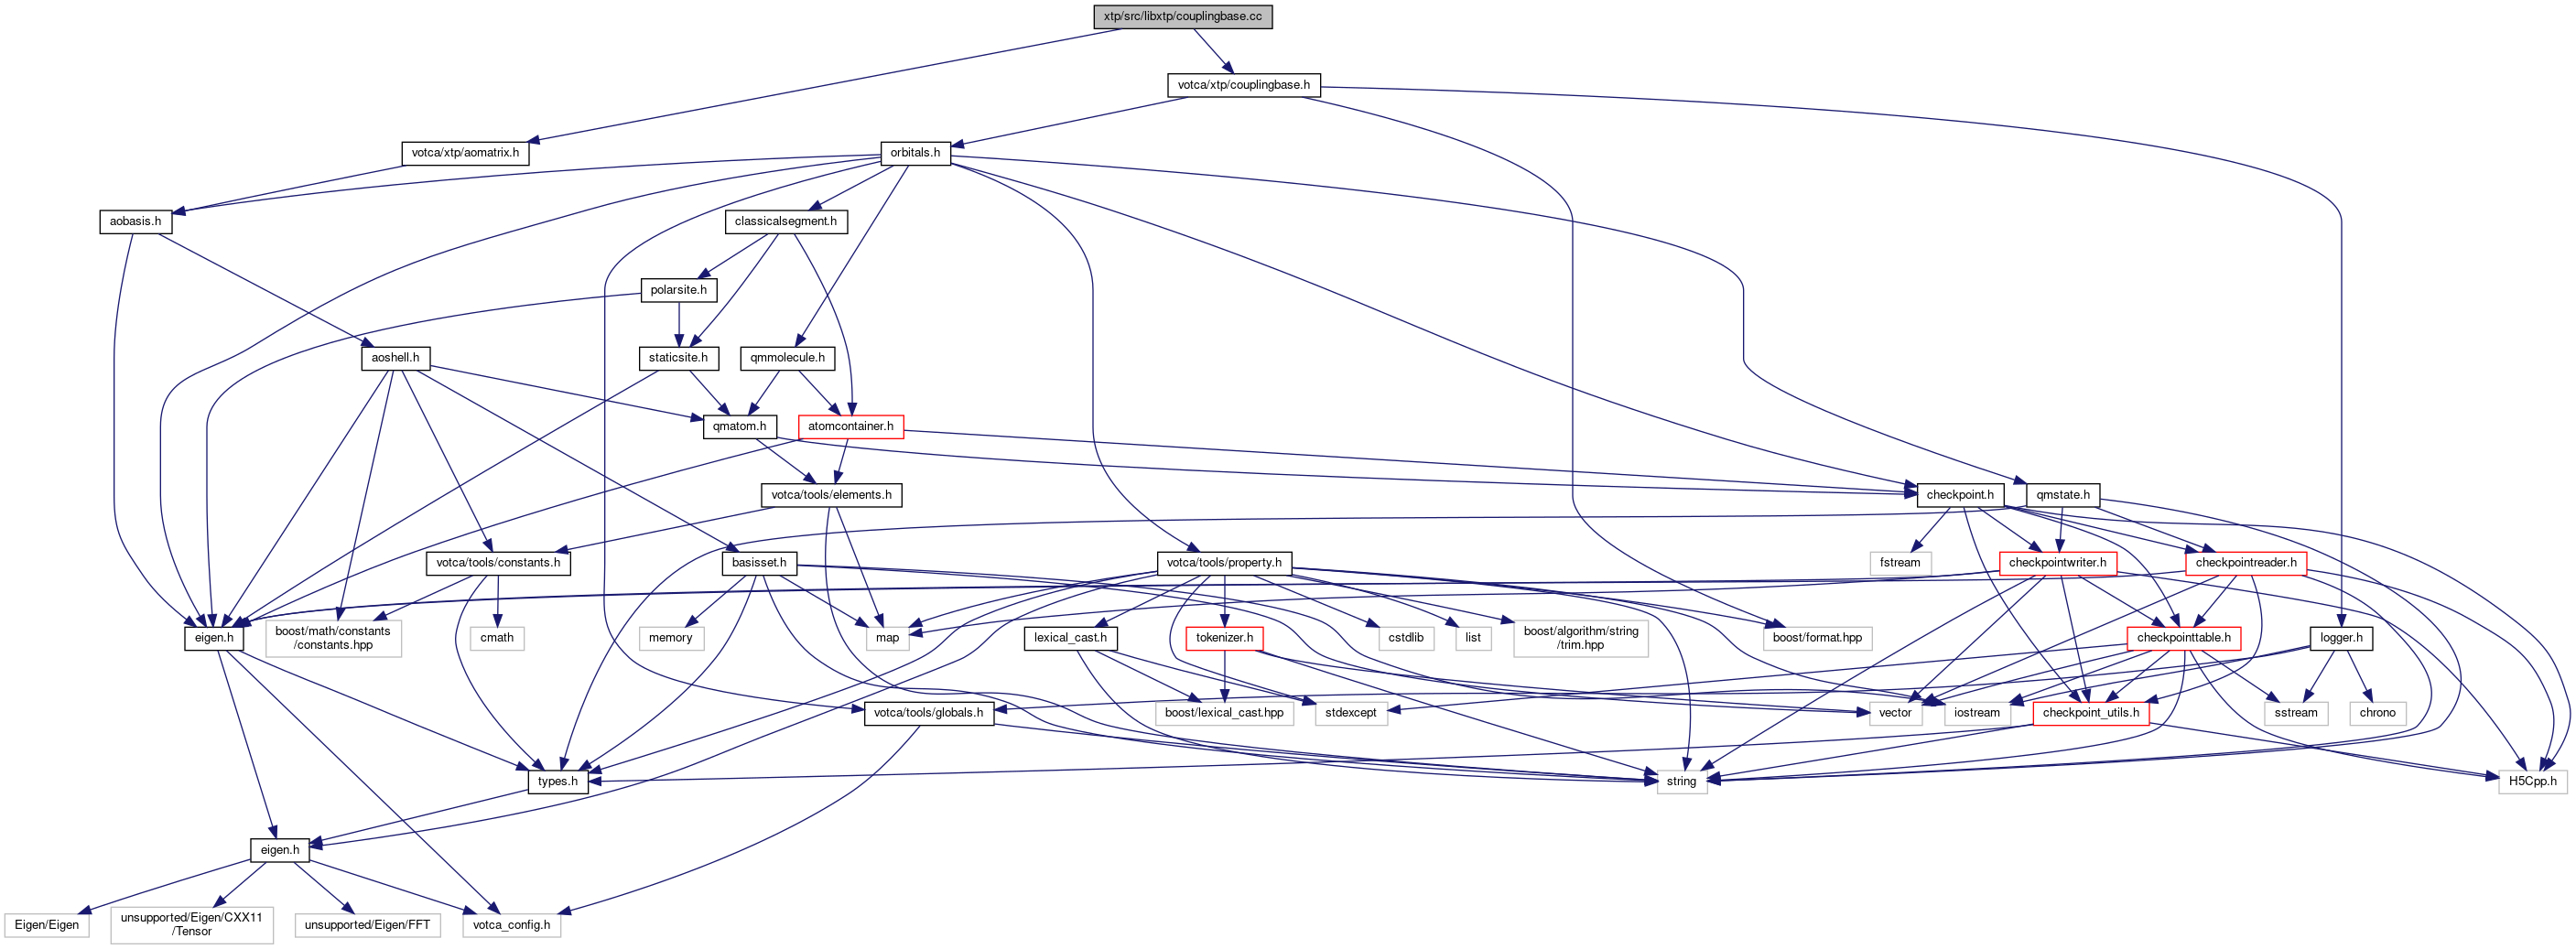 xtp/src/libxtp/couplingbase.cc
votca/xtp/couplingbase.h
votca/xtp/aomatrix.h
orbitals.h
aobasis.h
classicalsegment.h
polarsite.h
aoshell.h
staticsite.h
qmmolecule.h
qmatom.h
atomcontainer.h
votca/tools/elements.h
checkpoint.h
qmstate.h
votca/tools/constants.h
basisset.h
votca/tools/property.h
fstream
checkpointwriter.h
checkpointreader.h
eigen.h
boost/math/constants
/constants.hpp
cmath
memory
map
lexical_cast.h
tokenizer.h
cstdlib
list
boost/algorithm/string
/trim.hpp
boost/format.hpp
checkpointtable.h
logger.h
votca/tools/globals.h
boost/lexical_cast.hpp
stdexcept
vector
iostream
checkpoint_utils.h
sstream
chrono
types.h
string
H5Cpp.h
eigen.h
Eigen/Eigen
unsupported/Eigen/CXX11
/Tensor
unsupported/Eigen/FFT
votca_config.h